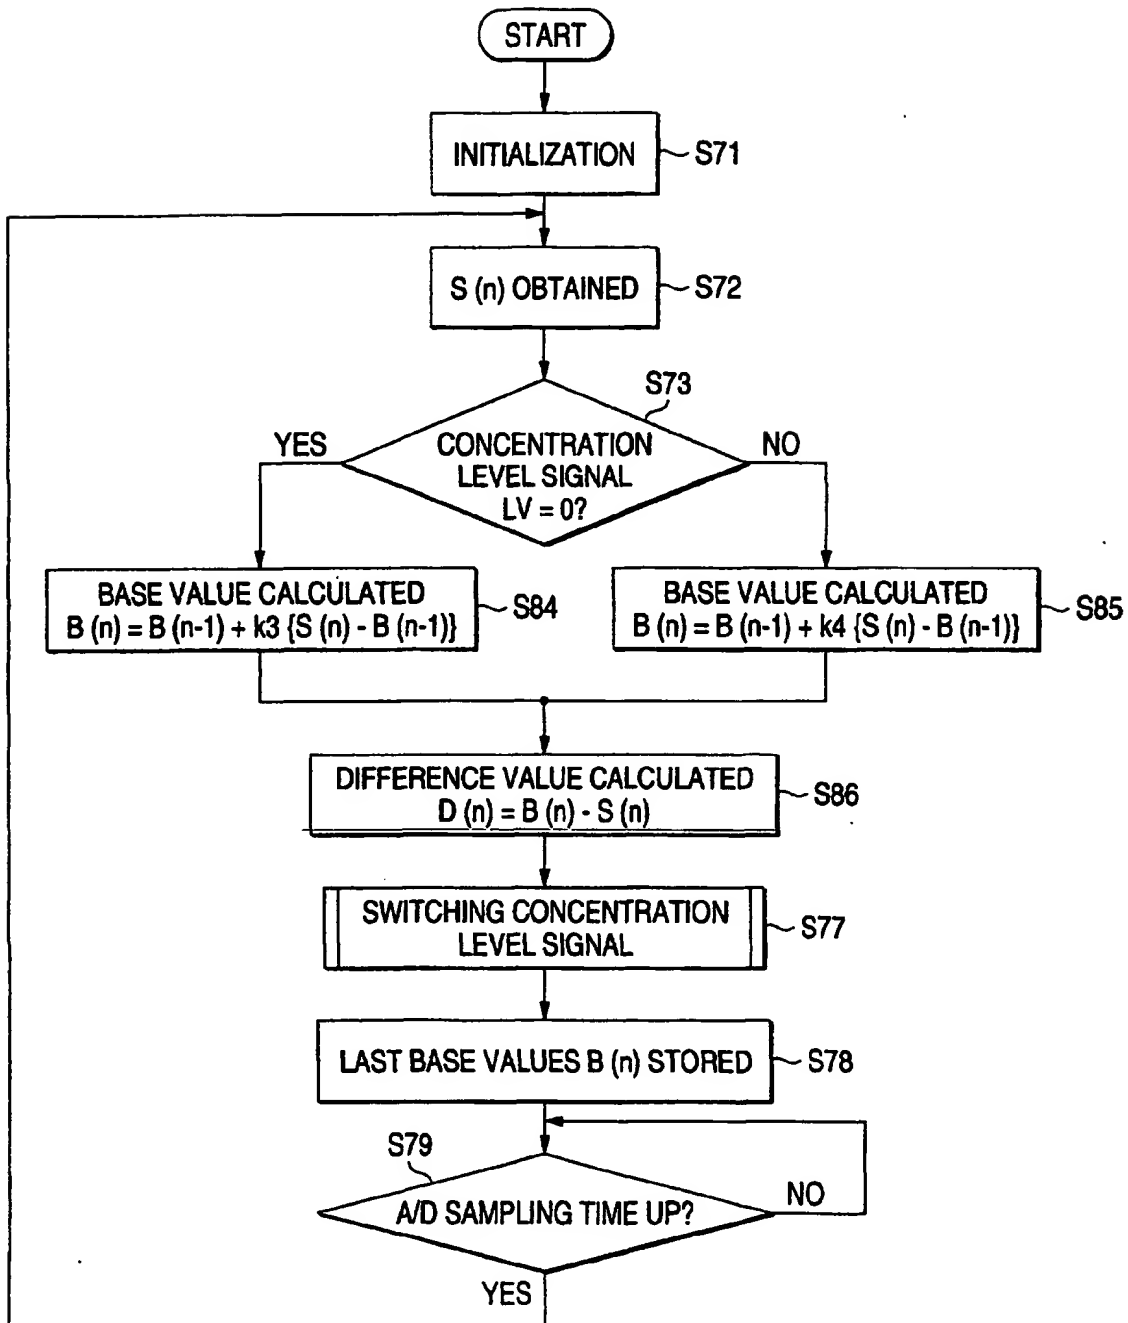 START
INITIALIZATION
S71
S (n) OBTAINED
S72
S73
CONCENTRATION
LEVEL SIGNAL
LV = 0?
YES
NO
BASE VALUE CALCULATED
B (n) = B (n-1) + k3 {S (n) - B (n-1)}
S84
BASE VALUE CALCULATED
B (n) = B (n-1) + k4 {S (n) - B (n-1)}
S85
DIFFERENCE VALUE CALCULATED
D (n) = B (n) - S (n)
S86
SWITCHING CONCENTRATION
LEVEL SIGNAL
S77
LAST BASE VALUES B (n) STORED
S78
S79
A/D SAMPLING TIME UP?
NO
YES